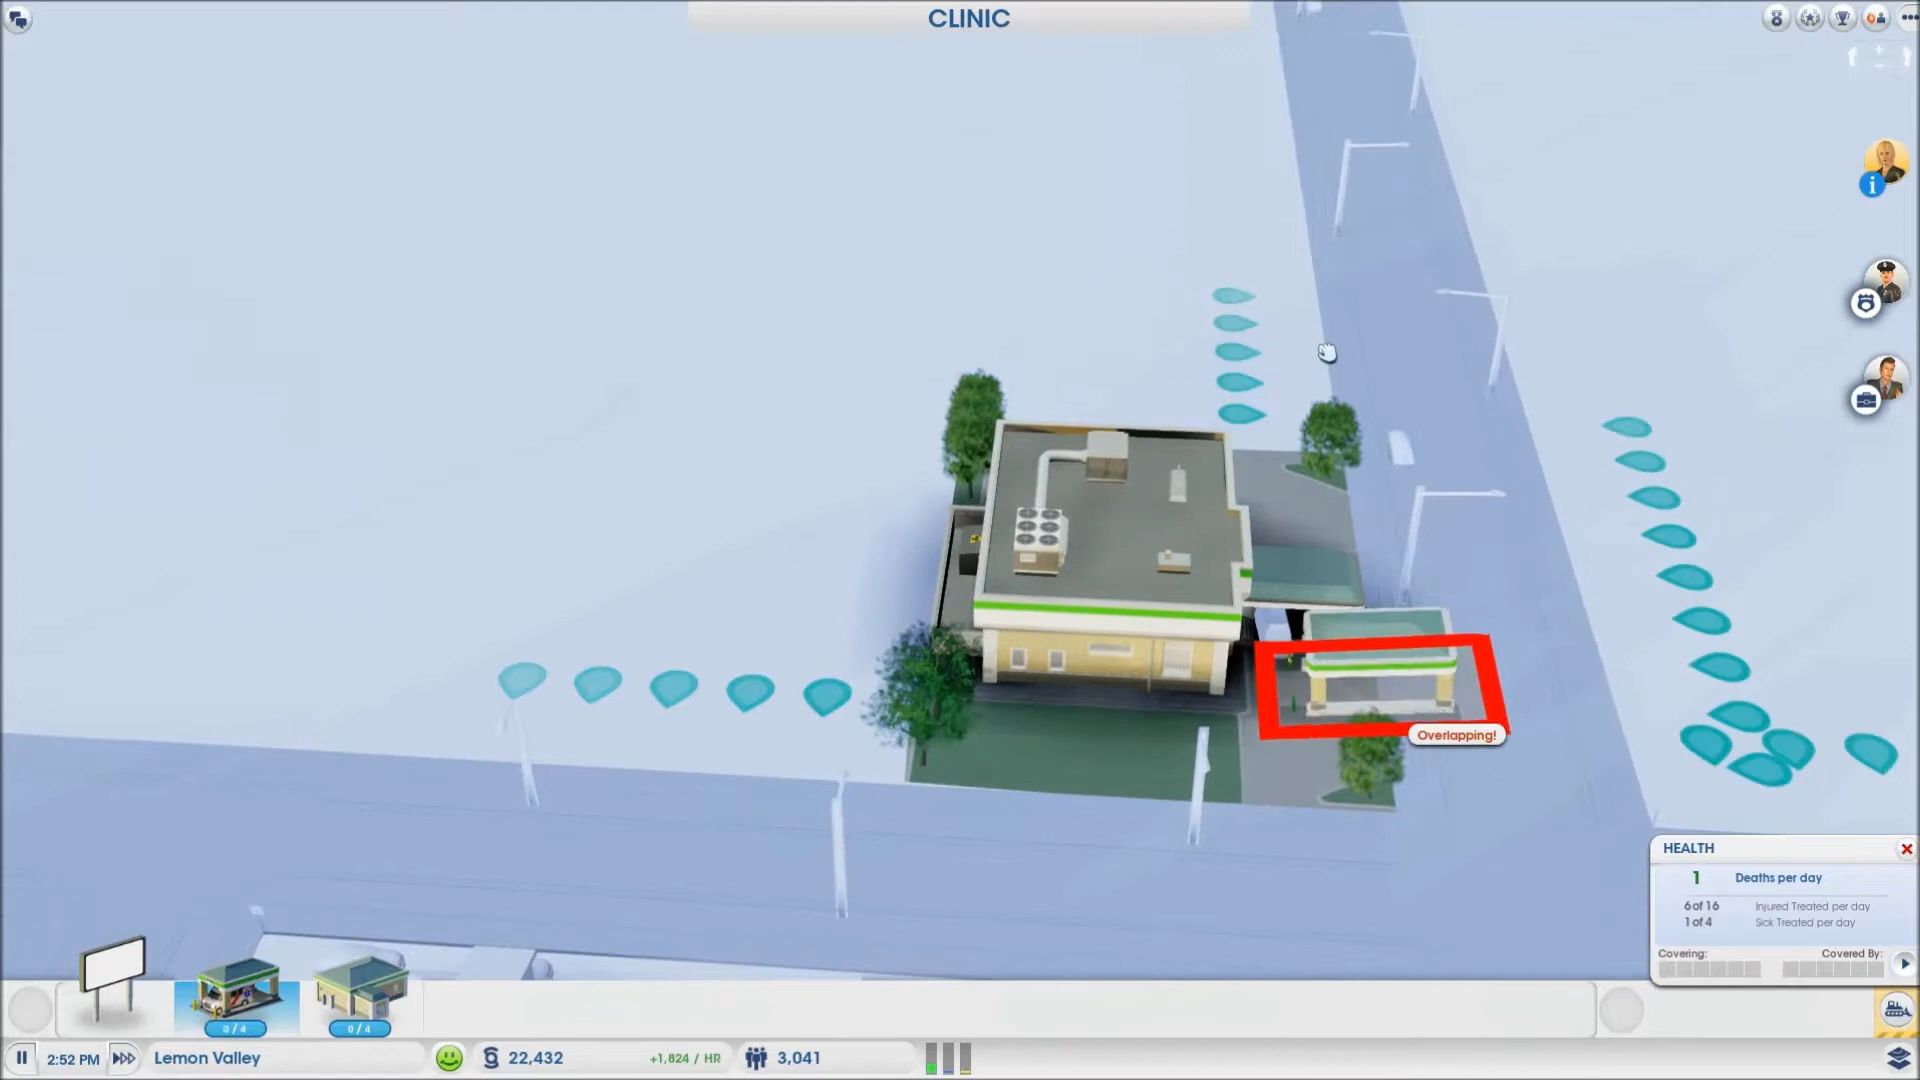 CLINIC
Overlapping!
HEALTH
1 Deaths per day
6 of 16 Injured Treated per day
1 of 4 Sick Treated per day
Covering: Covered By:
0 / 4
0 / 4
2:52 PM
Lemon Valley
22,432
+1,824 / HR
3,041